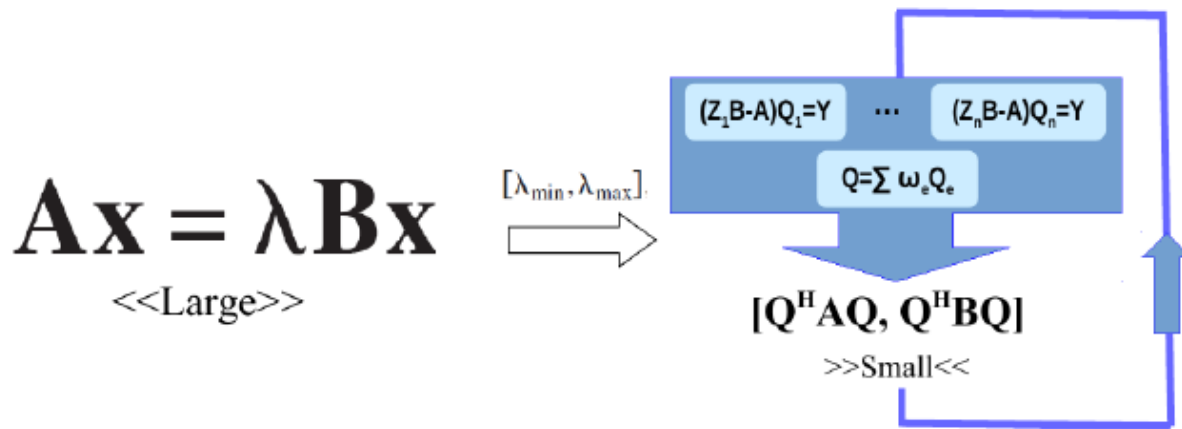 Ax = λBx
<<Large>>
[λmin, λmax].
(Z₁B-A)Q₁=Y ... (ZₙB-A)Qₙ=Y
Q=∑ ωₑQₑ
[QᴴAQ, QᴴBQ]
>>Small<<